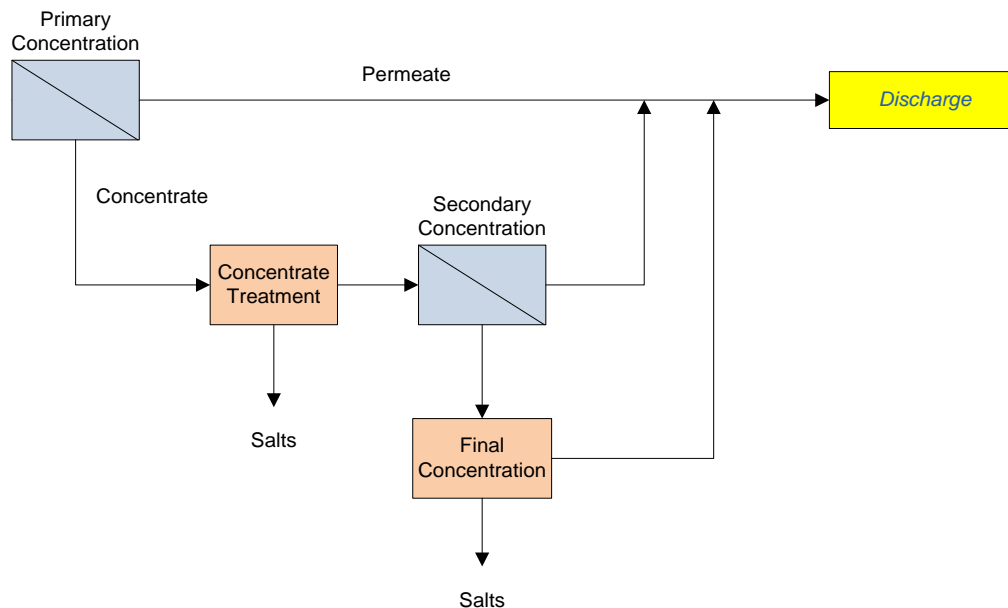 Primary
Concentration
Permeate
Discharge
Concentrate
Secondary
Concentration
Concentrate
Treatment
Salts
Final
Concentration
Salts